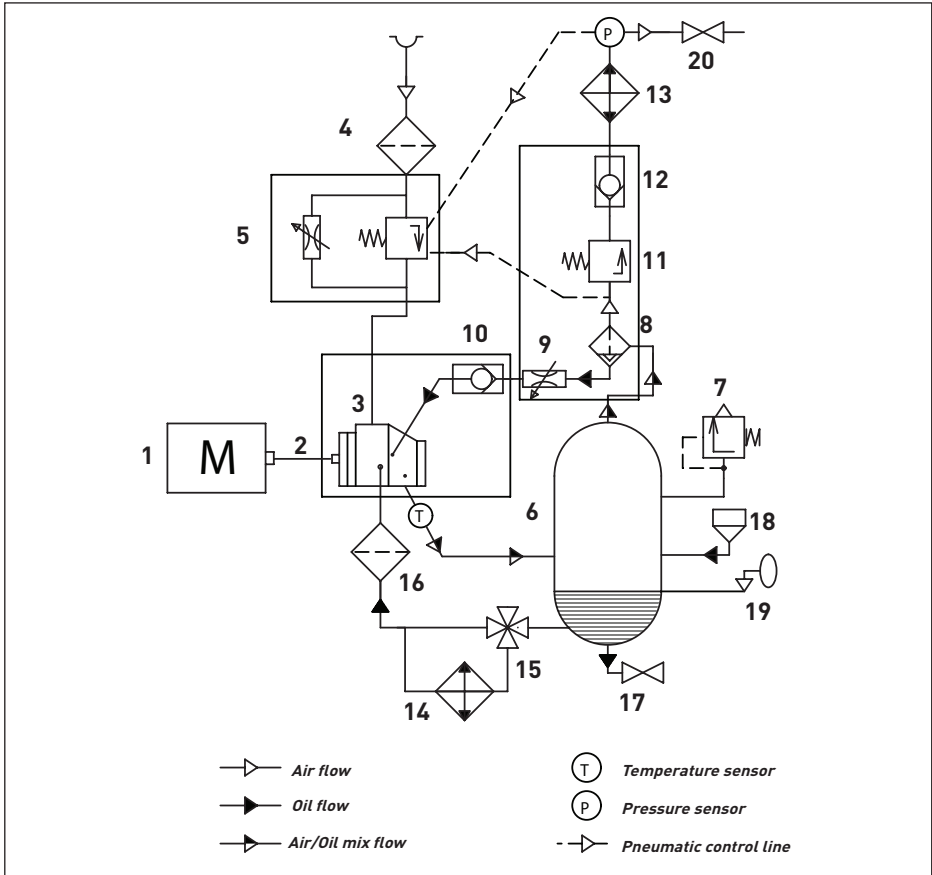 P
20
13
4
12
5
11
8
10
9
7
3
1
M
2
6
18
16
19
15
14
17
Air flow
T
Temperature sensor
Oil flow
P
Pressure sensor
Air/Oil mix flow
Pneumatic control line
T